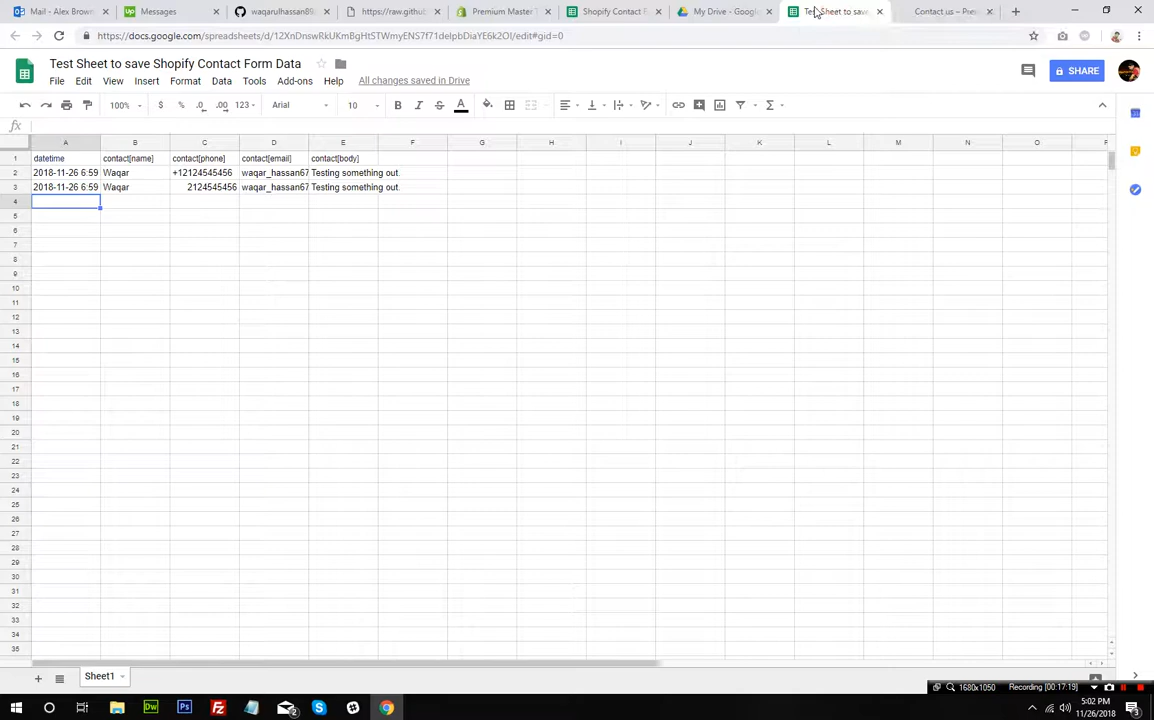 Mail - Alex Brown
Messages
waqarulhassan89
https://raw.github
Premium Master T
Shopify Contact F
My Drive - Google
Test Sheet to save
Contact us – Prem
https://docs.google.com/spreadsheets/d/12XnDnswRkUKmBgHtSTWmyENS7f71delpbDiaYE6k2OI/edit#gid=0
Test Sheet to save Shopify Contact Form Data
File Edit View Insert Format Data Tools Add-ons Help All changes saved in Drive
SHARE
100% $ % .0 .00 123 Arial 10 B I S A Σ
fx
A B C D E F G H I J K L M N O P
1 datetime contact[name] contact[phone] contact[email] contact[body]
2 2018-11-26 6:59 Waqar +12124545456 waqar_hassan67 Testing something out.
3 2018-11-26 6:59 Waqar 2124545456 waqar_hassan67 Testing something out.
4
5
6
7
8
9
10
11
12
13
14
15
16
17
18
19
20
21
22
23
24
25
26
27
28
29
30
31
32
33
34
35
Sheet1
1680x1050 Recording [00:17:19]
5:02 PM
11/26/2018